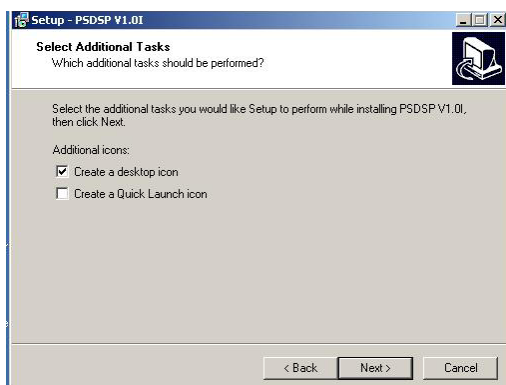 Setup - PSDSP V1.0I
Select Additional Tasks
Which additional tasks should be performed?
Select the additional tasks you would like Setup to perform while installing PSDSP V1.0I,
then click Next.
Additional icons:
Create a desktop icon
Create a Quick Launch icon
< Back
Next >
Cancel